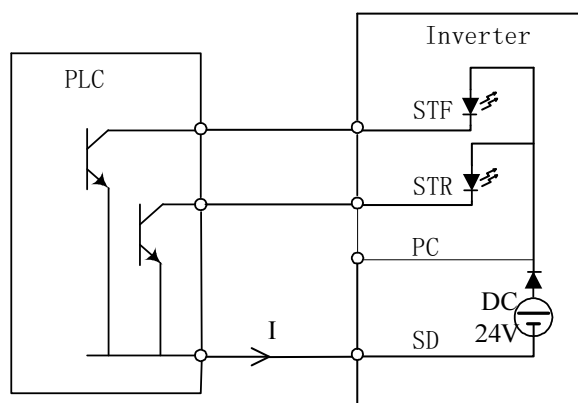 Inverter
PLC
STF
STR
PC
DC
24V
I
SD